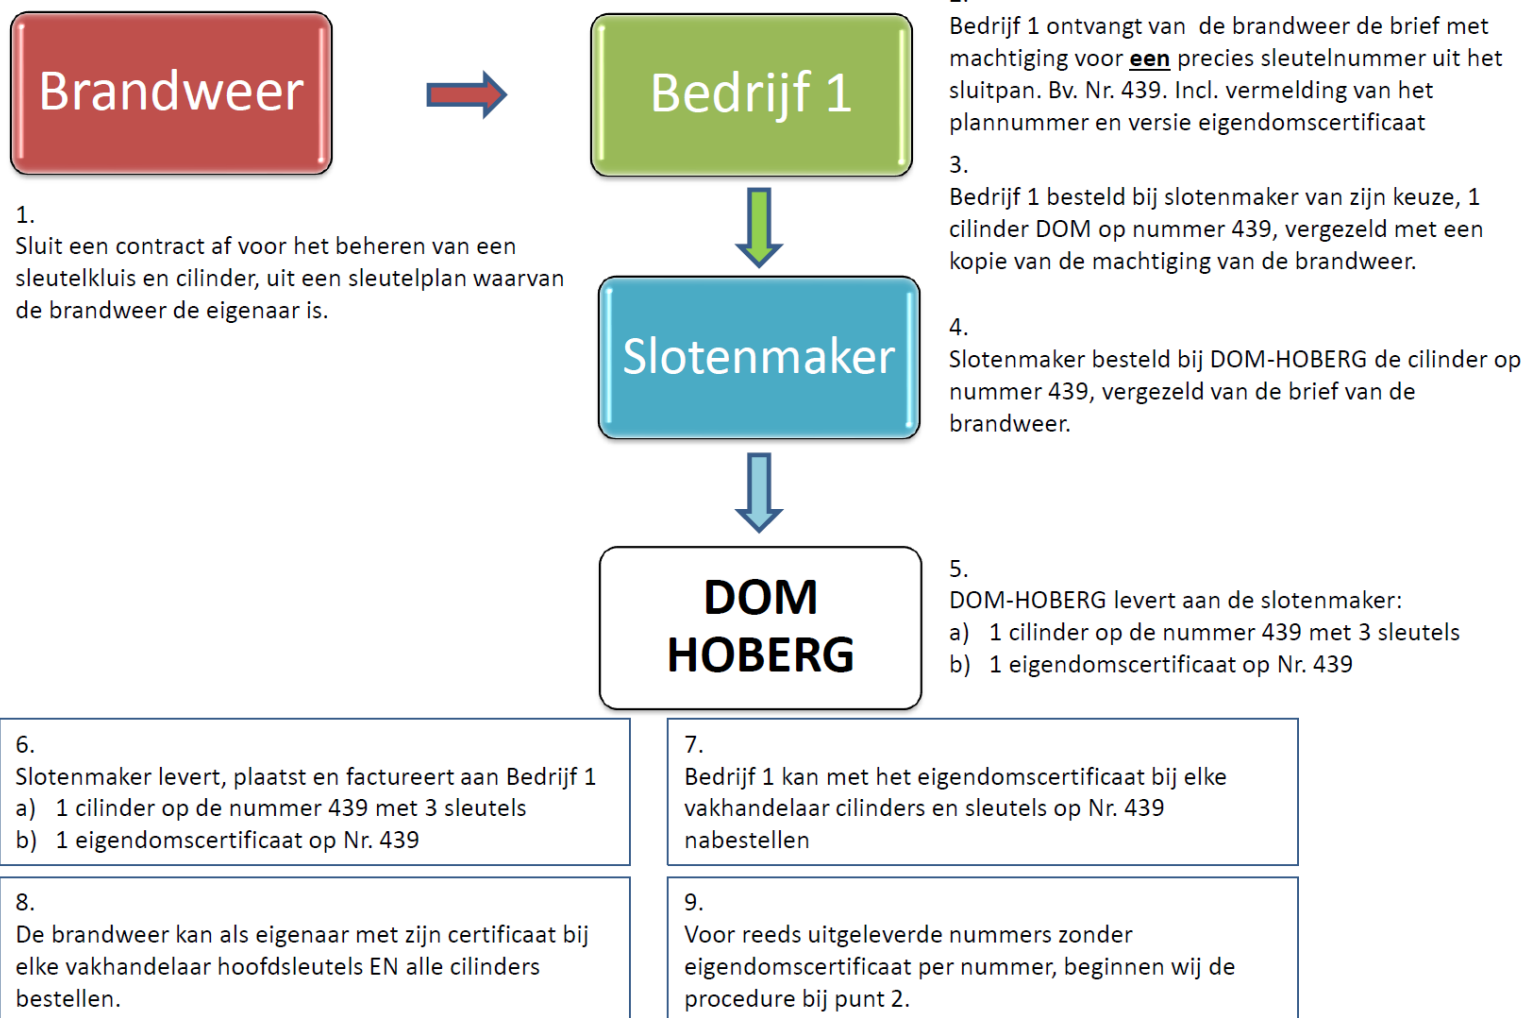 Brandweer
Bedrijf 1
1.
Sluit een contract af voor het beheren van een
sleutelkluis en cilinder, uit een sleutelplan waarvan
de brandweer de eigenaar is.
Bedrijf 1 ontvangt van de brandweer de brief met
machtiging voor een precies sleutelnummer uit het
sluitpan. Bv. Nr. 439. Incl. vermelding van het
plannummer en versie eigendomscertificaat
3.
Bedrijf 1 besteld bij slotenmaker van zijn keuze, 1
cilinder DOM op nummer 439, vergezeld met een
kopie van de machtiging van de brandweer.
Slotenmaker
4.
Slotenmaker besteld bij DOM-HOBERG de cilinder op
nummer 439, vergezeld van de brief van de
brandweer.
DOM
HOBERG
5.
DOM-HOBERG levert aan de slotenmaker:
a) 1 cilinder op de nummer 439 met 3 sleutels
b) 1 eigendomscertificaat op Nr. 439
6.
Slotenmaker levert, plaatst en factureert aan Bedrijf 1
a) 1 cilinder op de nummer 439 met 3 sleutels
b) 1 eigendomscertificaat op Nr. 439
7.
Bedrijf 1 kan met het eigendomscertificaat bij elke
vakhandelaar cilinders en sleutels op Nr. 439
nabestellen
8.
De brandweer kan als eigenaar met zijn certificaat bij
elke vakhandelaar hoofdsleutels EN alle cilinders
bestellen.
9.
Voor reeds uitgeleverde nummers zonder
eigendomscertificaat per nummer, beginnen wij de
procedure bij punt 2.